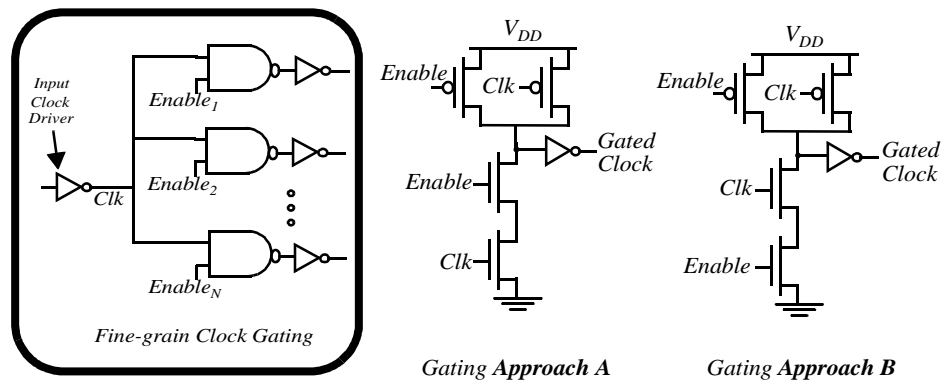 Input
Clock
Driver
Clk
Enable1
Enable2
EnableN
Fine-grain Clock Gating
VDD
Enable
Clk
Gated
Clock
Enable
Clk
Gating Approach A
VDD
Enable
Clk
Gated
Clock
Clk
Enable
Gating Approach B